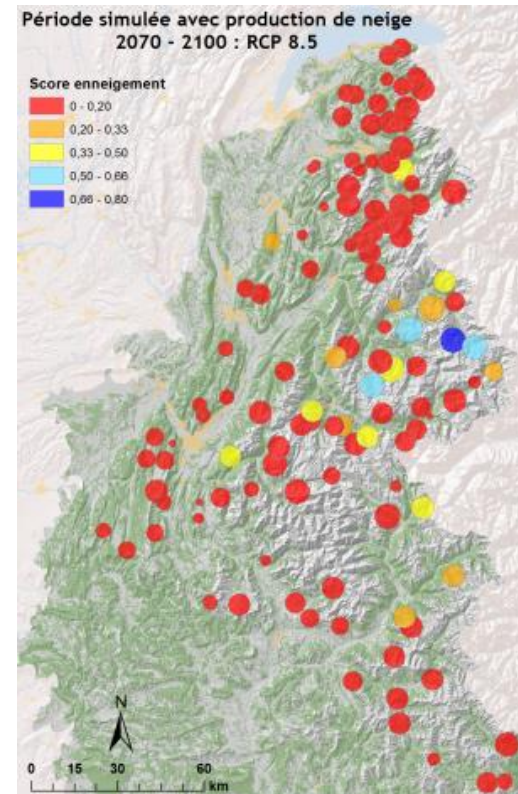 Période simulée avec production de neige
2070 - 2100 : RCP 8.5
Score enneigement
0 - 0,20
0,20 - 0,33
0,33 - 0,50
0,50 - 0,66
0,66 - 0,80
N
0 15 30 60
km